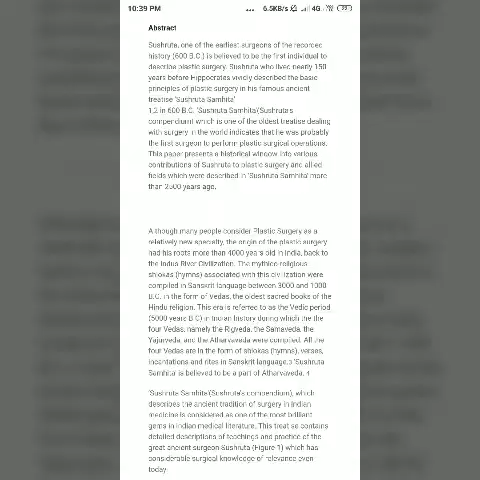 10:39 PM
... 6.5KB/s 4G
Abstract
Sushruta, one of the earliest surgeons of the recorded
history (600 B.C.) is believed to be the first individual to
describe plastic surgery. Sushruta who lived nearly 150
years before Hippocrates vividly described the basic
principles of plastic surgery in his famous ancient
treatise 'Sushruta Samhita'
1,2 in 600 B.C. 'Sushruta Samhita'(Sushruta's
compendium) which is one of the oldest treatise dealing
with surgery in the world indicates that he was probably
the first surgeon to perform plastic surgical operations.
This paper presents a historical window into various
contributions of Sushruta to plastic surgery and allied
fields which were described in 'Sushruta Samhita' more
than 2500 years ago.
Although many people consider Plastic Surgery as a
relatively new specialty, the origin of the plastic surgery
had his roots more than 4000 years old in India, back to
the Indus River Civilization. The mythico religious
shlokas (hymns) associated with this civilization were
compiled in Sanskrit language between 3000 and 1000
B.C. in the form of Vedas, the oldest sacred books of the
Hindu religion. This era is referred to as the Vedic period
(5000 years B.C) in Indian history during which the the
four Vedas, namely the Rigveda, the Samaveda, the
Yajurveda, and the Atharvaveda were compiled. All the
four Vedas are in the form of shlokas (hymns), verses,
incantations and rites in Sanskrit language. 'Sushruta
Samhita' is believed to be a part of Atharvaveda. 4
'Sushruta Samhita'(Sushruta's compendium), which
describes the ancient tradition of surgery in Indian
medicine is considered as one of the most brilliant
gems in Indian medical literature. This treatise contains
detailed descriptions of teachings and practice of the
great ancient surgeon Sushruta (Figure 1) which has
considerable surgical knowledge of relevance even
today.